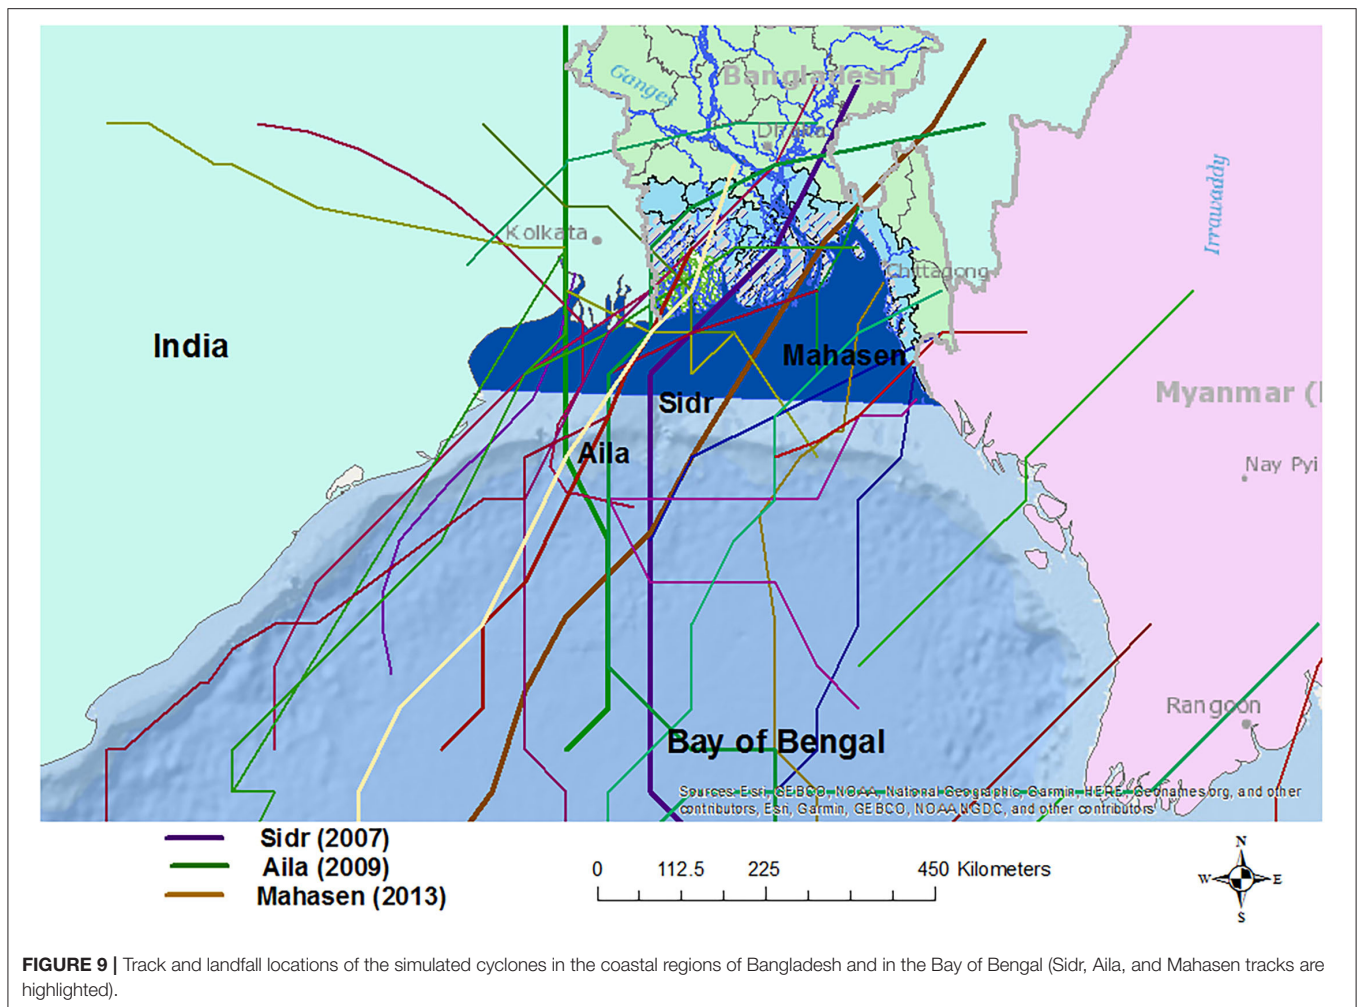 Bangladesh
Ganges
Dhaka
Irrawaddy
Kolkata
Chittagong
India
Mahasen
Myanmar (
Sidr
Aila
Nay Pyi
Rangoon
Bay of Bengal
Sources: Esri, GEBCO, NOAA, National Geographic, Garmin, HERE, Geonames.org, and other
contributors, Esri, Garmin, GEBCO, NOAA NGDC, and other contributors
Sidr (2007)
Aila (2009)
Mahasen (2013)
0 112.5 225 450 Kilometers
N
W E
S
FIGURE 9 | Track and landfall locations of the simulated cyclones in the coastal regions of Bangladesh and in the Bay of Bengal (Sidr, Aila, and Mahasen tracks are
highlighted).